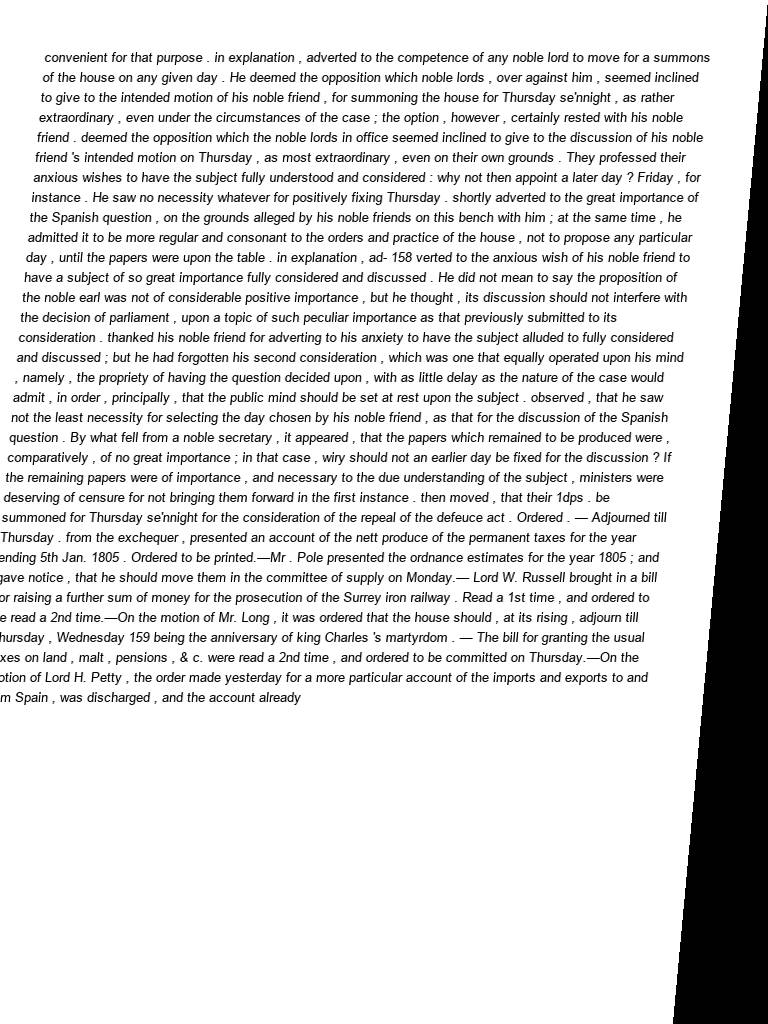 convenient for that purpose . in explanation , adverted to the competence of any noble lord to move for a summons
of the house on any given day . He deemed the opposition which noble lords , over against him , seemed inclined
to give to the intended motion of his noble friend , for summoning the house for Thursday se'nnight , as rather
extraordinary , even under the circumstances of the case ; the option , however , certainly rested with his noble
friend . deemed the opposition which the noble lords in office seemed inclined to give to the discussion of his noble
friend 's intended motion on Thursday , as most extraordinary , even on their own grounds . They professed their
anxious wishes to have the subject fully understood and considered : why not then appoint a later day ? Friday , for
instance . He saw no necessity whatever for positively fixing Thursday . shortly adverted to the great importance of
the Spanish question , on the grounds alleged by his noble friends on this bench with him ; at the same time , he
admitted it to be more regular and consonant to the orders and practice of the house , not to propose any particular
day , until the papers were upon the table . in explanation , ad- 158 verted to the anxious wish of his noble friend to
have a subject of so great importance fully considered and discussed . He did not mean to say the proposition of
the noble earl was not of considerable positive importance , but he thought , its discussion should not interfere with
the decision of parliament , upon a topic of such peculiar importance as that previously submitted to its
consideration . thanked his noble friend for adverting to his anxiety to have the subject alluded to fully considered
and discussed ; but he had forgotten his second consideration , which was one that equally operated upon his mind
, namely , the propriety of having the question decided upon , with as little delay as the nature of the case would
admit , in order , principally , that the public mind should be set at rest upon the subject . observed , that he saw
not the least necessity for selecting the day chosen by his noble friend , as that for the discussion of the Spanish
question . By what fell from a noble secretary , it appeared , that the papers which remained to be produced were ,
comparatively , of no great importance ; in that case , wiry should not an earlier day be fixed for the discussion ? If
the remaining papers were of importance , and necessary to the due understanding of the subject , ministers were
deserving of censure for not bringing them forward in the first instance . then moved , that their 1dps . be
summoned for Thursday se'nnight for the consideration of the repeal of the defeuce act . Ordered . — Adjourned till
Thursday . from the exchequer , presented an account of the nett produce of the permanent taxes for the year
ending 5th Jan. 1805 . Ordered to be printed.—Mr . Pole presented the ordnance estimates for the year 1805 ; and
gave notice , that he should move them in the committee of supply on Monday.— Lord W. Russell brought in a bill
or raising a further sum of money for the prosecution of the Surrey iron railway . Read a 1st time , and ordered to
e read a 2nd time.—On the motion of Mr. Long , it was ordered that the house should , at its rising , adjourn till
hursday , Wednesday 159 being the anniversary of king Charles 's martyrdom . — The bill for granting the usual
xes on land , malt , pensions , & c. were read a 2nd time , and ordered to be committed on Thursday.—On the
otion of Lord H. Petty , the order made yesterday for a more particular account of the imports and exports to and
m Spain , was discharged , and the account already